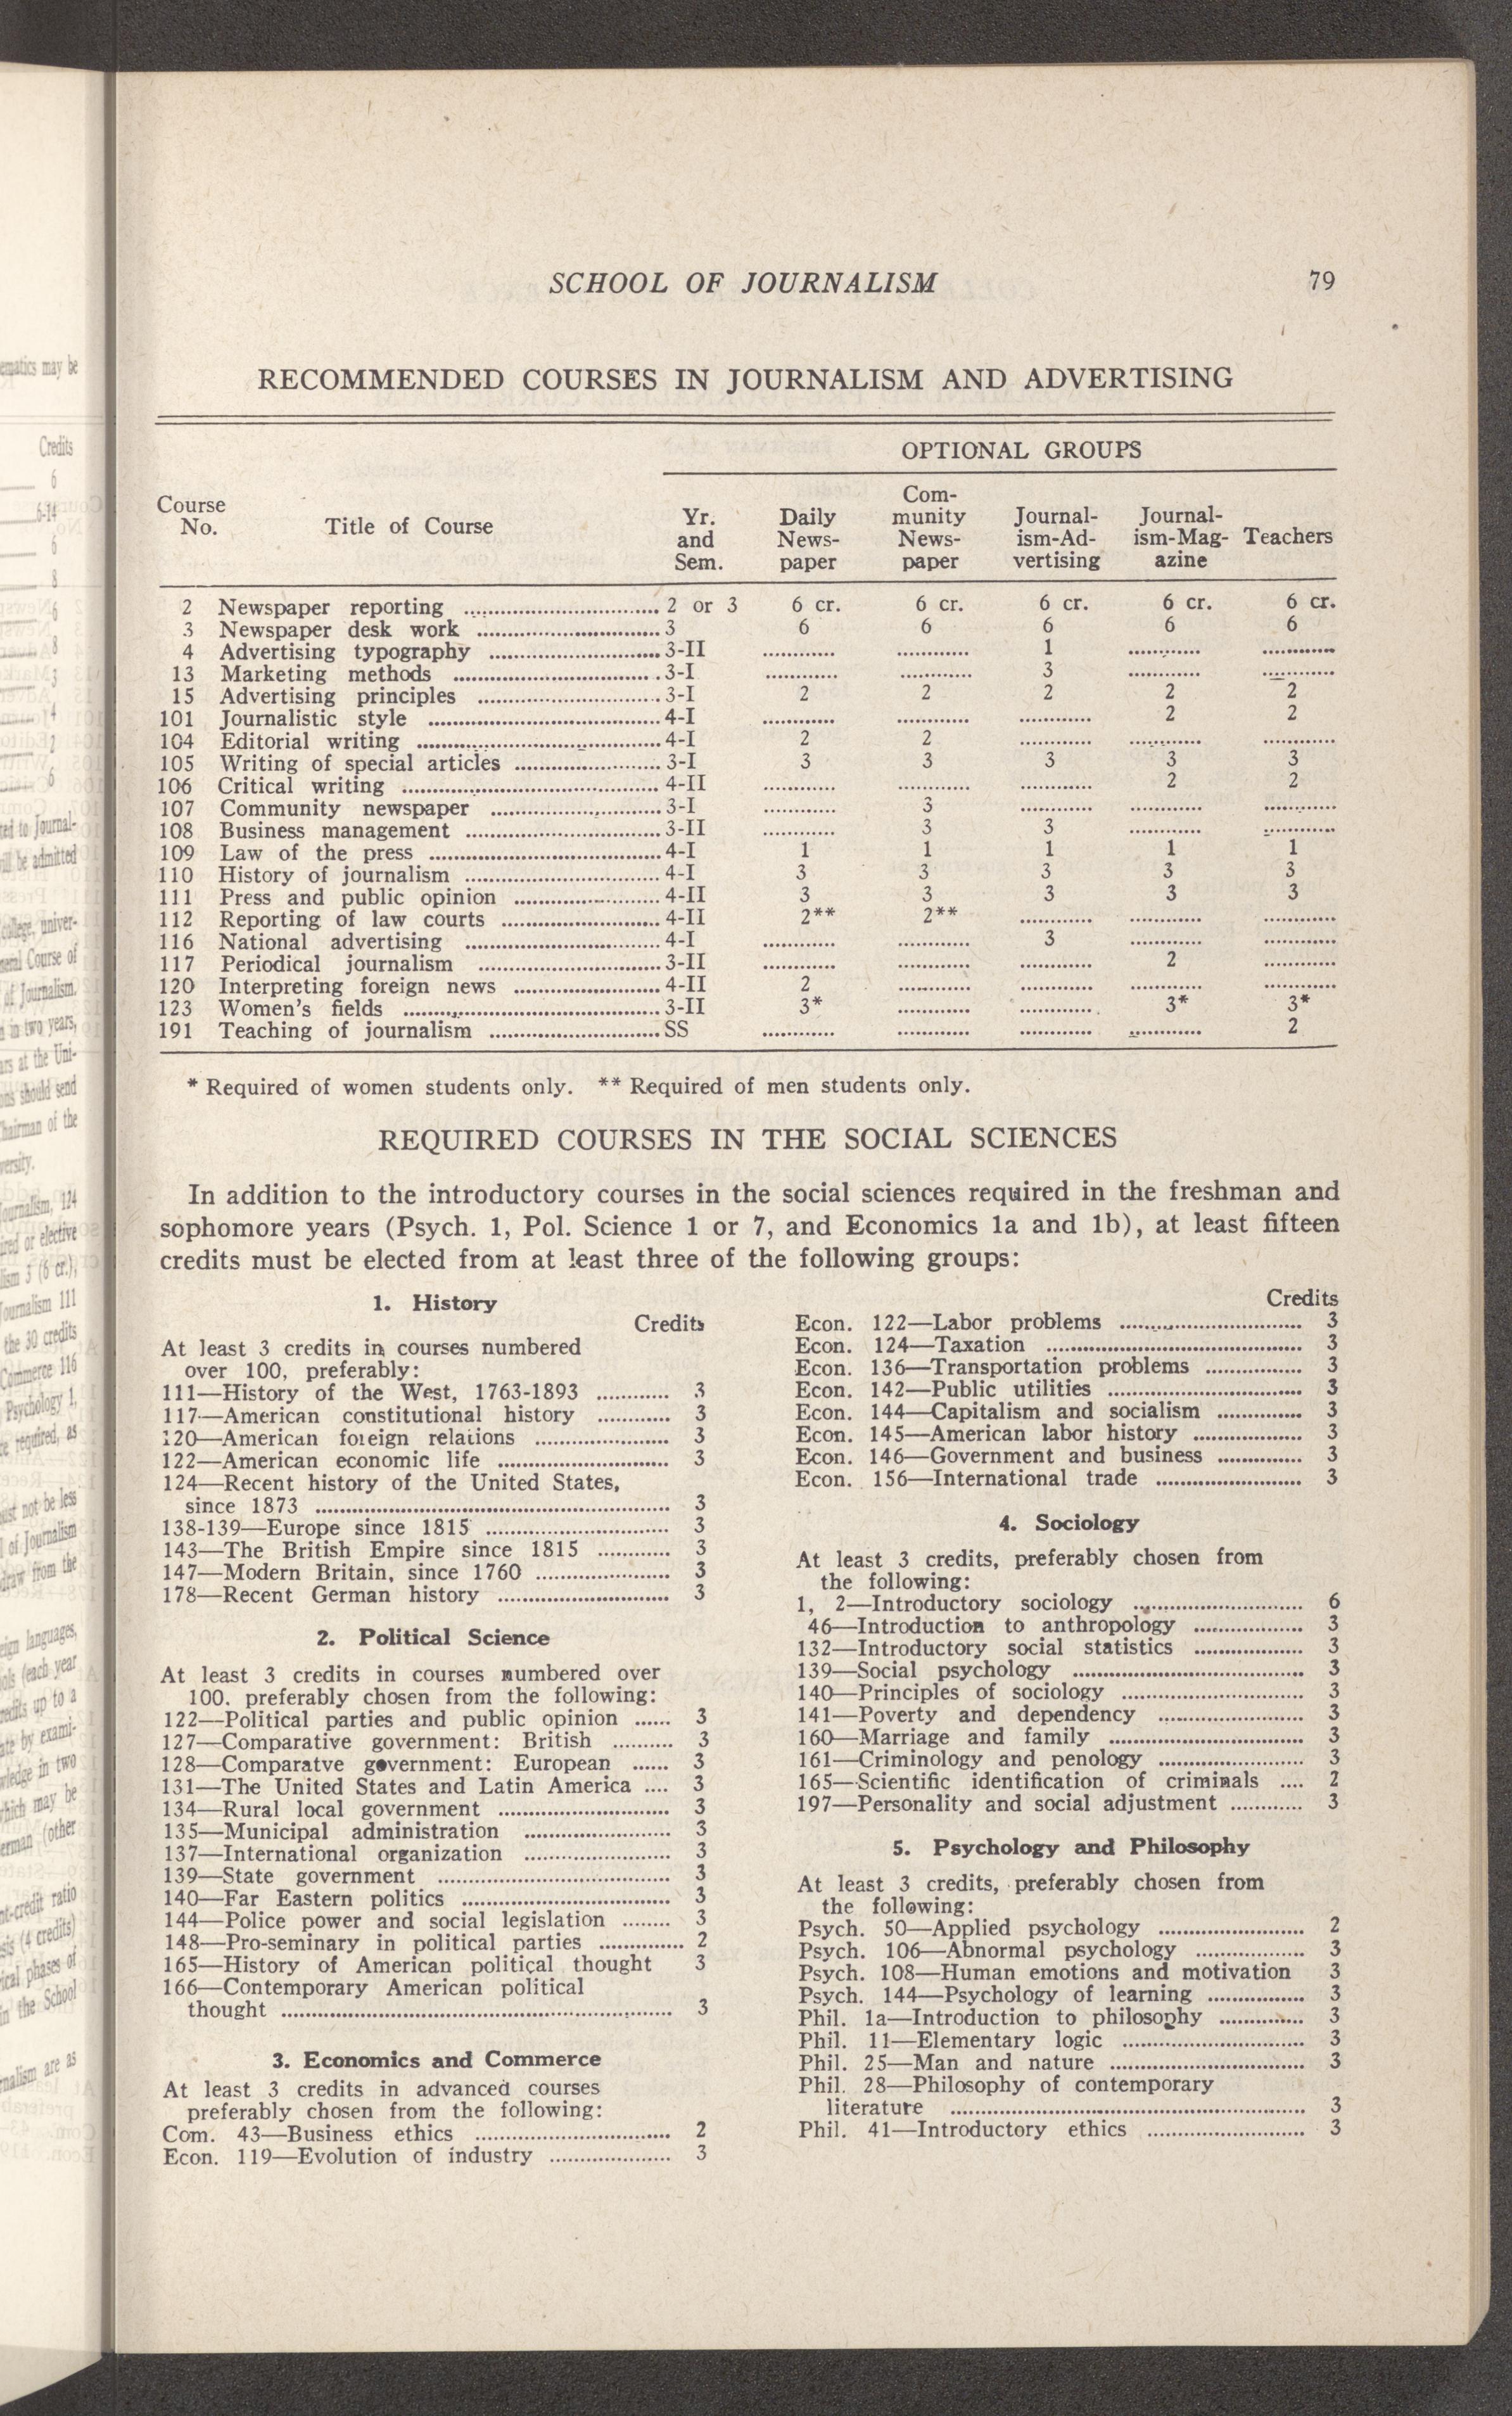 SCHOOL OF JOURNALISM 79
RECOMMENDED COURSES IN JOURNALISM AND ADVERTISING
OPTIONAL GROUPS
Course No. Title of Course Yr. and Sem. Daily News-paper Com-munity News-paper Journal-ism-Ad-vertising Journal-ism-Mag-azine Teachers
2 Newspaper reporting 2 or 3 6 cr. 6 cr. 6 cr. 6 cr. 6 cr.
3 Newspaper desk work 3 6 6 6 6 6
4 Advertising typography 3-II ............ ............ 1 ............ ............
13 Marketing methods 3-I ............ ............ 3 ............ ............
15 Advertising principles 3-I 2 2 2 2 2
101 Journalistic style 4-I ............ ............ ............ 2 2
104 Editorial writing 4-I 2 2 ............ ............ ............
105 Writing of special articles 3-I 3 3 3 3 3
106 Critical writing 4-II ............ ............ ............ 2 2
107 Community newspaper 3-I ............ 3 ............ ............ ............
108 Business management 3-II ............ 3 3 ............ ............
109 Law of the press 4-I 1 1 1 1 1
110 History of journalism 4-I 3 3 3 3 3
111 Press and public opinion 4-II 3 3 3 3 3
112 Reporting of law courts 4-II 2** 2** ............ ............ ............
116 National advertising 4-I ............ ............ 3 ............ ............
117 Periodical journalism 3-II ............ ............ ............ 2 ............
120 Interpreting foreign news 4-II 2 ............ ............ ............ ............
123 Women's fields 3-II 3* ............ ............ 3* 3*
191 Teaching of journalism SS ............ ............ ............ ............ 2
* Required of women students only. ** Required of men students only.
REQUIRED COURSES IN THE SOCIAL SCIENCES
In addition to the introductory courses in the social sciences required in the freshman and
sophomore years (Psych. 1, Pol. Science 1 or 7, and Economics 1a and 1b), at least fifteen
credits must be elected from at least three of the following groups:
1. History
Credits
At least 3 credits in courses numbered
over 100, preferably:
111—History of the West, 1763-1893 ............ 3
117—American constitutional history ............ 3
120—American foreign relations ............ 3
122—American economic life ............ 3
124—Recent history of the United States,
since 1873 ............ 3
138-139—Europe since 1815 ............ 3
143—The British Empire since 1815 ............ 3
147—Modern Britain, since 1760 ............ 3
178—Recent German history ............ 3
2. Political Science
At least 3 credits in courses numbered over
100. preferably chosen from the following:
122—Political parties and public opinion ...... 3
127—Comparative government: British .......... 3
128—Comparatve government: European ...... 3
131—The United States and Latin America .... 3
134—Rural local government ............ 3
135—Municipal administration ............ 3
137—International organization ............ 3
139—State government ............ 3
140—Far Eastern politics ............ 3
144—Police power and social legislation ........ 3
148—Pro-seminary in political parties ............ 2
165—History of American political thought 3
166—Contemporary American political
thought ............ 3
3. Economics and Commerce
At least 3 credits in advanced courses
preferably chosen from the following:
Com. 43—Business ethics ............ 2
Econ. 119—Evolution of industry ............ 3
Credits
Econ. 122—Labor problems ............ 3
Econ. 124—Taxation ............ 3
Econ. 136—Transportation problems ............ 3
Econ. 142—Public utilities ............ 3
Econ. 144—Capitalism and socialism ............ 3
Econ. 145—American labor history ............ 3
Econ. 146—Government and business ............ 3
Econ. 156—International trade ............ 3
4. Sociology
At least 3 credits, preferably chosen from
the following:
1, 2—Introductory sociology ............ 6
46—Introduction to anthropology ............ 3
132—Introductory social statistics ............ 3
139—Social psychology ............ 3
140—Principles of sociology ............ 3
141—Poverty and dependency ............ 3
160—Marriage and family ............ 3
161—Criminology and penology ............ 3
165—Scientific identification of criminals .... 2
197—Personality and social adjustment ............ 3
5. Psychology and Philosophy
At least 3 credits, preferably chosen from
the following:
Psych. 50—Applied psychology ............ 2
Psych. 106—Abnormal psychology ............ 3
Psych. 108—Human emotions and motivation 3
Psych. 144—Psychology of learning ............ 3
Phil. 1a—Introduction to philosophy ............ 3
Phil. 11—Elementary logic ............ 3
Phil. 25—Man and nature ............ 3
Phil. 28—Philosophy of contemporary
literature ............ 3
Phil. 41—Introductory ethics ............ 3